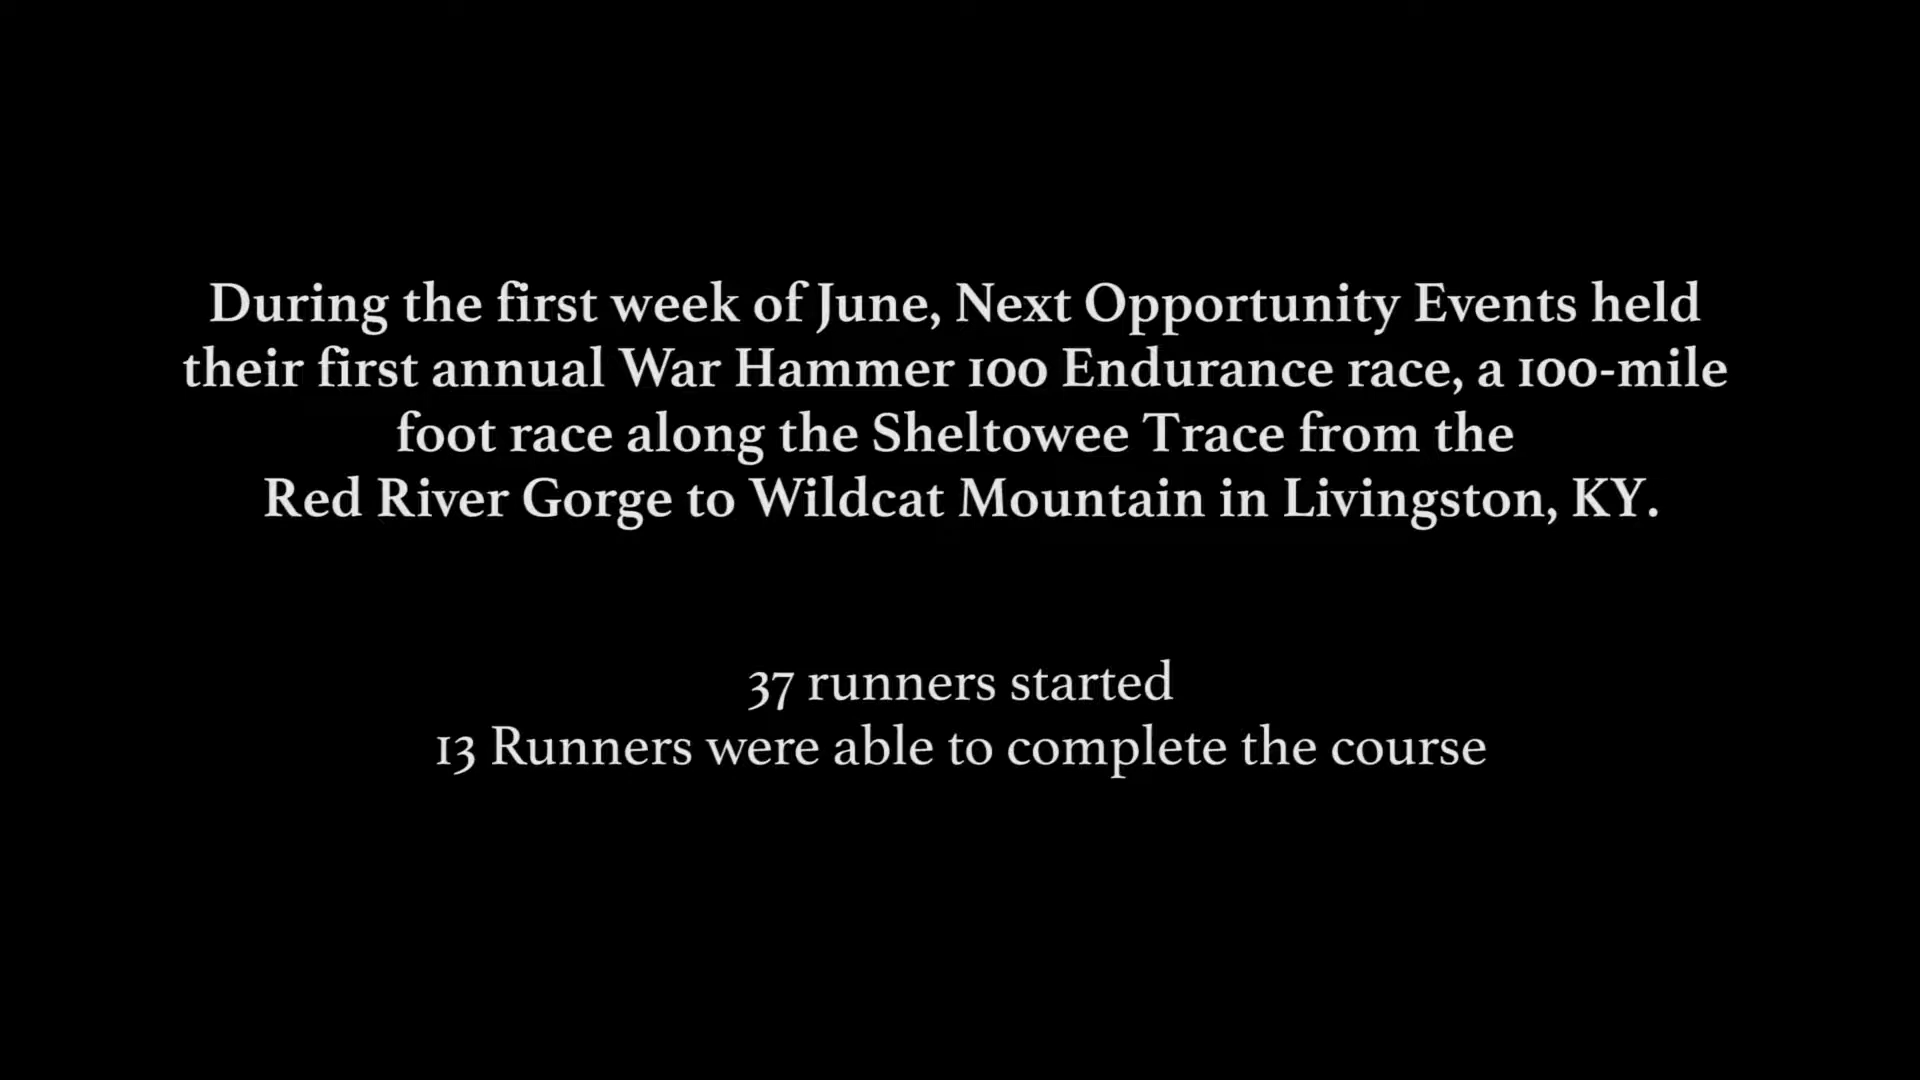 During the first week of June, Next Opportunity Events held
their first annual War Hammer 100 Endurance race, a 100-mile
foot race along the Sheltowee Trace from the
Red River Gorge to Wildcat Mountain in Livingston, KY.
37 runners started
13 Runners were able to complete the course